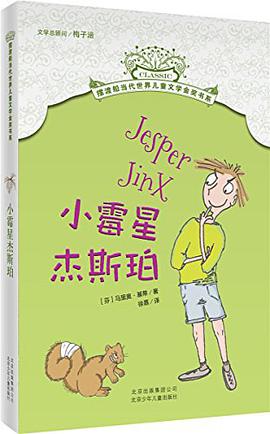 文学总顾问／梅子涵
CLASSIC
摆渡船当代世界儿童文学金奖书系
Jesper
Jinx
小霉星
杰斯珀
[芬] 马里奥·基蒂/著
徐嘉/译
北京出版集团公司
北京少年儿童出版社
小霉星杰斯珀